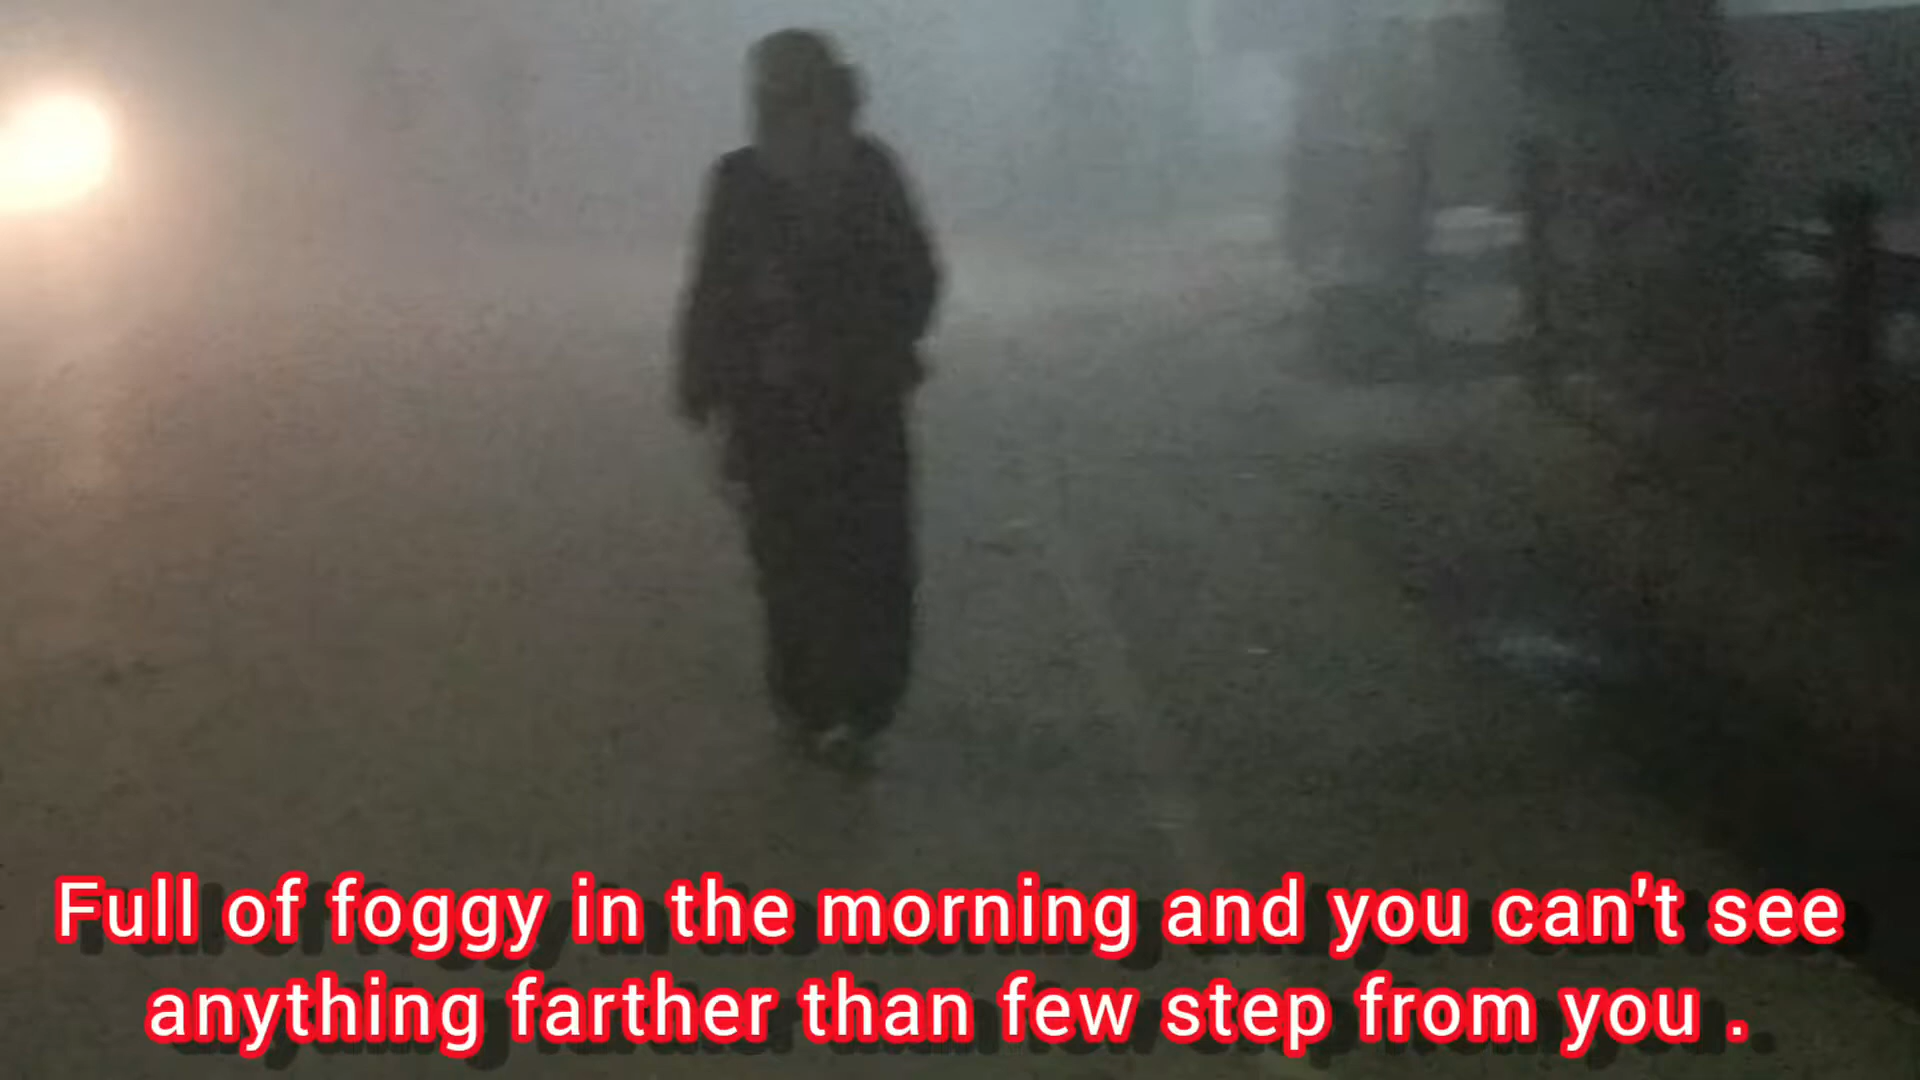 Full of foggy in the morning and you can't see
anything farther than few step from you .